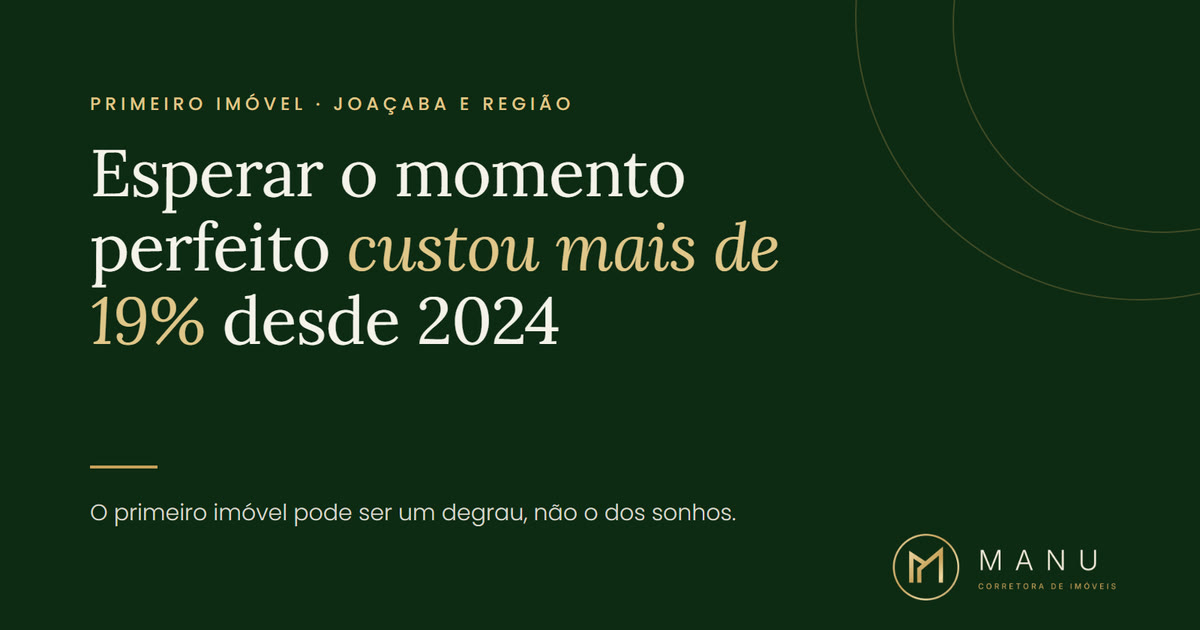 PRIMEIRO IMÓVEL · JOAÇABA E REGIÃO
Esperar o momento
perfeito custou mais de
19% desde 2024
O primeiro imóvel pode ser um degrau, não o dos sonhos.
MANU
CORRETORA DE IMÓVEIS